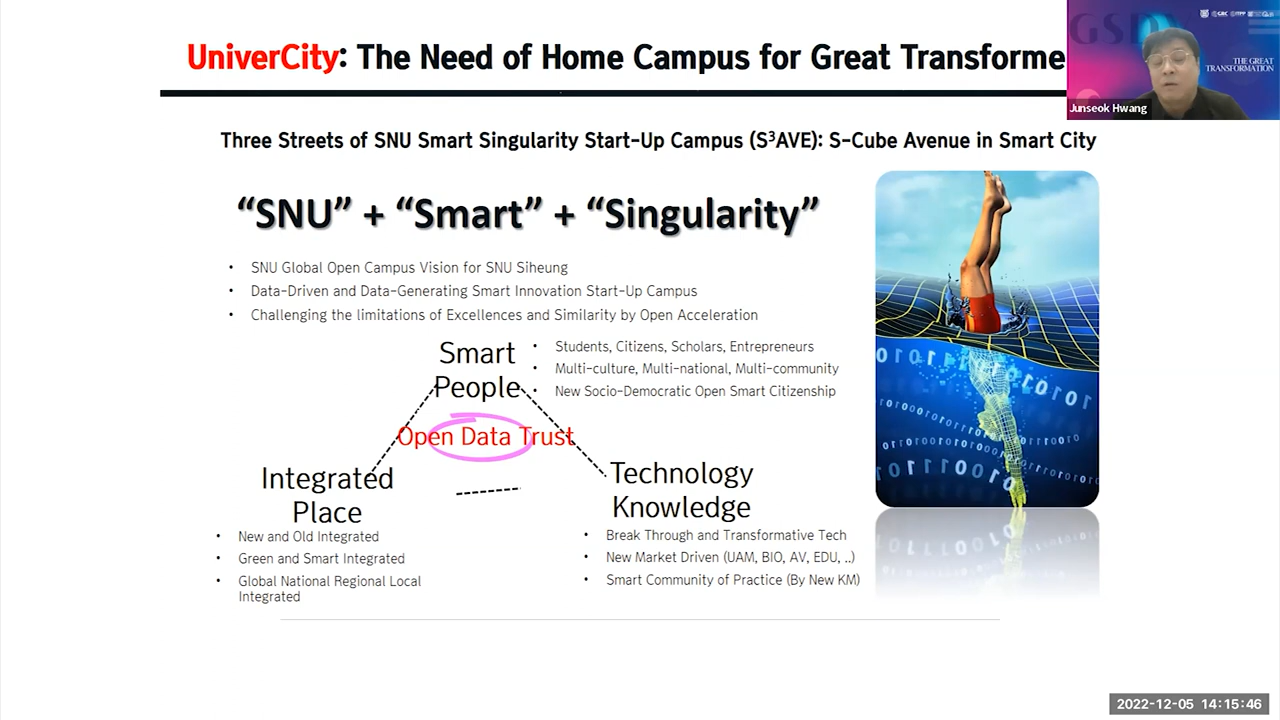 UniverCity: The Need of Home Campus for Great Transforme
GSD
THE GREAT
TRANSFORMATION
Junseok Hwang
Three Streets of SNU Smart Singularity Start-Up Campus (S³AVE): S-Cube Avenue in Smart City
“SNU” + “Smart” + “Singularity”
• SNU Global Open Campus Vision for SNU Siheung
• Data-Driven and Data-Generating Smart Innovation Start-Up Campus
• Challenging the limitations of Excellences and Similarity by Open Acceleration
Smart
People
• Students, Citizens, Scholars, Entrepreneurs
• Multi-culture, Multi-national, Multi-community
• New Socio-Democratic Open Smart Citizenship
Open Data Trust
Integrated
Place
• New and Old Integrated
• Green and Smart Integrated
• Global National Regional Local
Integrated
Technology
Knowledge
• Break Through and Transformative Tech
• New Market Driven (UAM, BIO, AV, EDU, ..)
• Smart Community of Practice (By New KM)
2022-12-05 14:15:46